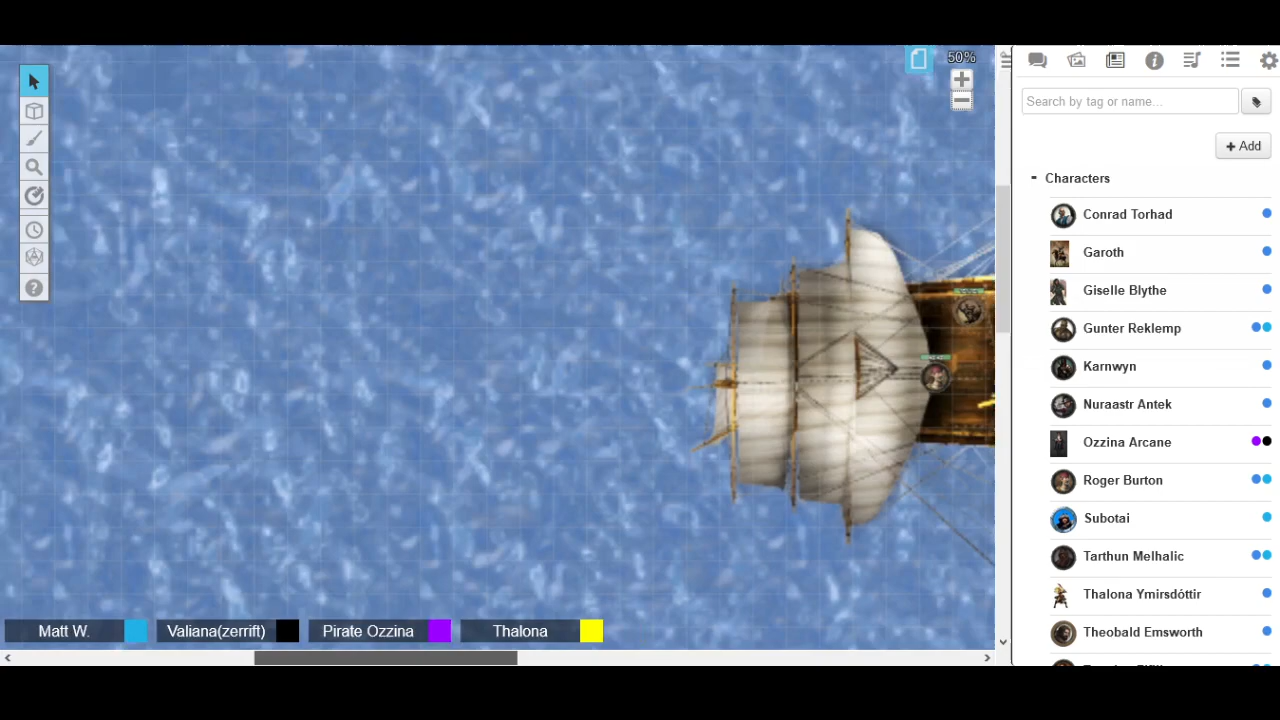 50%
Search by tag or name...
+ Add
Characters
Conrad Torhad
Garoth
Giselle Blythe
Gunter Reklemp
Karnwyn
Nuraastr Antek
Ozzina Arcane
Roger Burton
Subotai
Tarthun Melhalic
Thalona Ymirsdóttir
Theobald Emsworth
Matt W.
Valiana(zerrift)
Pirate Ozzina
Thalona